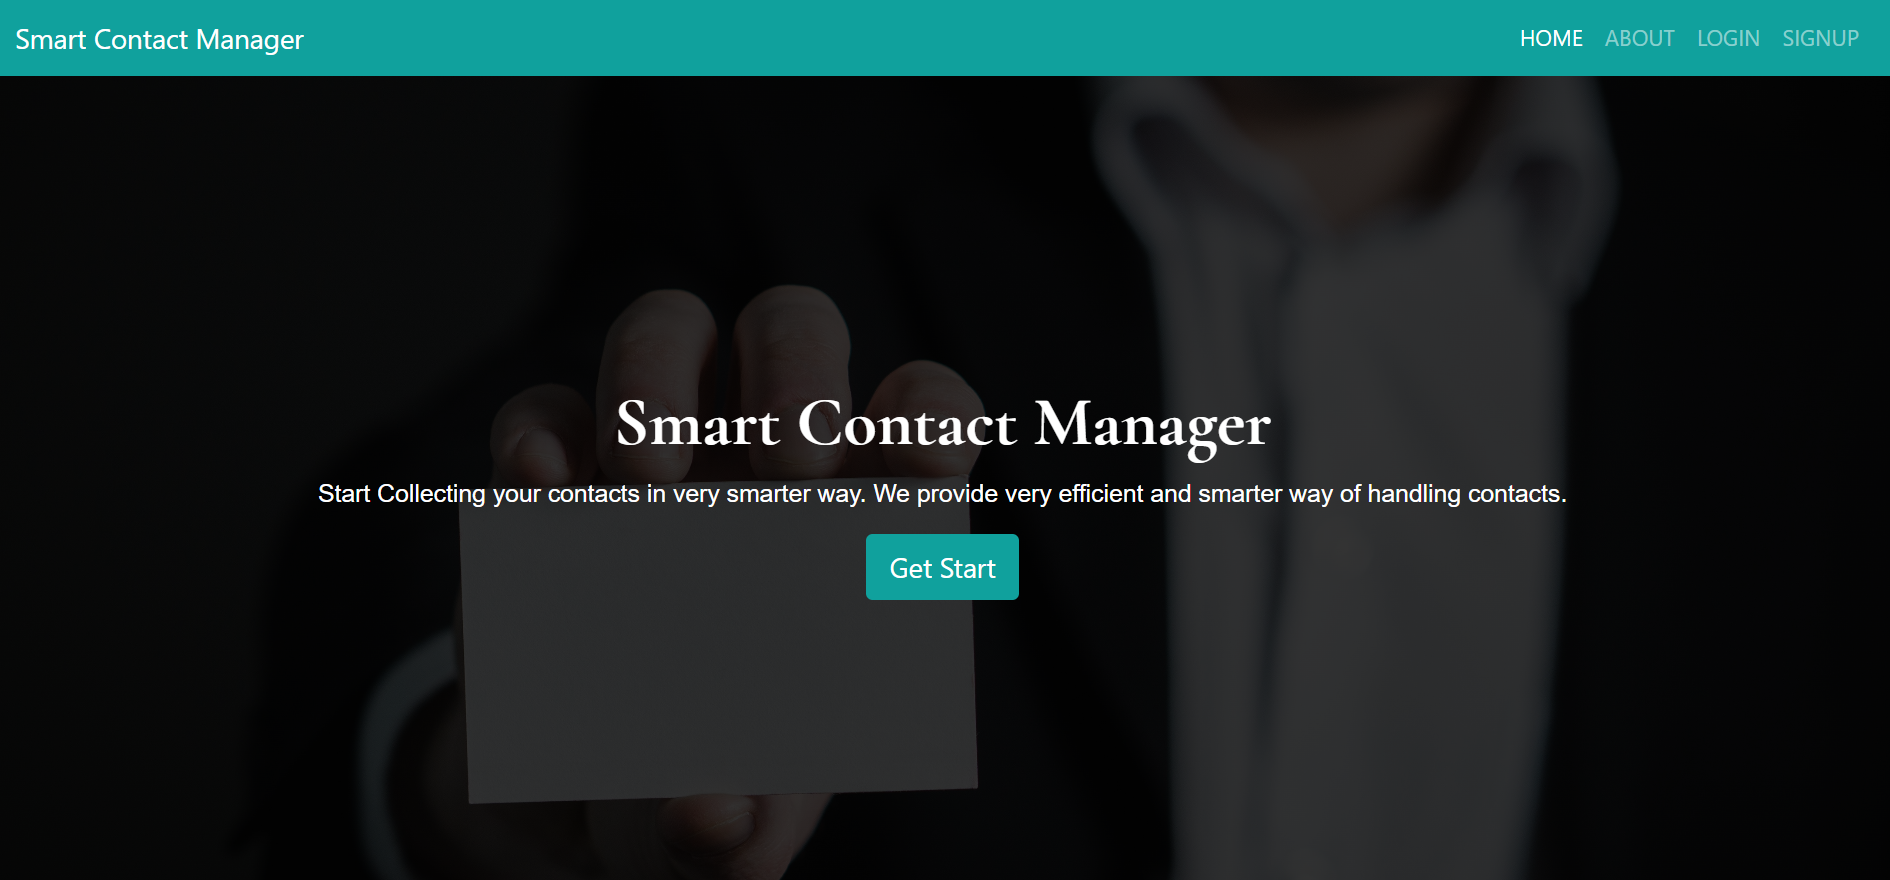 Smart Contact Manager
HOME ABOUT LOGIN SIGNUP
Smart Contact Manager
Start Collecting your contacts in very smarter way. We provide very efficient and smarter way of handling contacts.
Get Start